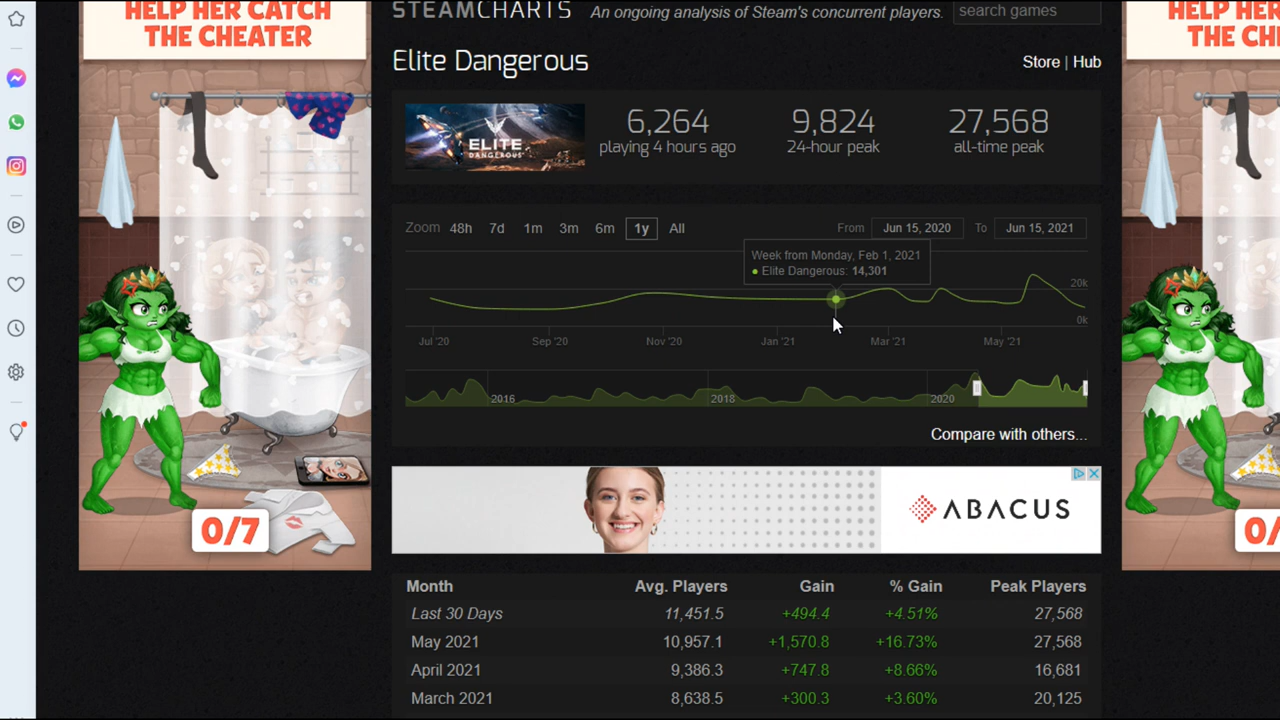 HELP HER CATCH
THE CHEATER
0/7
STEAMCHARTS
An ongoing analysis of Steam's concurrent players.
search games
Elite Dangerous
Store | Hub
ELITE
DANGEROUS
6,264
playing 4 hours ago
9,824
24-hour peak
27,568
all-time peak
Zoom 48h 7d 1m 3m 6m 1y All
From Jun 15, 2020 To Jun 15, 2021
Week from Monday, Feb 1, 2021
Elite Dangerous: 14,301
20k
0k
Jul '20 Sep '20 Nov '20 Jan '21 Mar '21 May '21
2016 2018 2020
Compare with others...
ABACUS
Month Avg. Players Gain % Gain Peak Players
Last 30 Days 11,451.5 +494.4 +4.51% 27,568
May 2021 10,957.1 +1,570.8 +16.73% 27,568
April 2021 9,386.3 +747.8 +8.66% 16,681
March 2021 8,638.5 +300.3 +3.60% 20,125
HELP HER
THE CH
0/